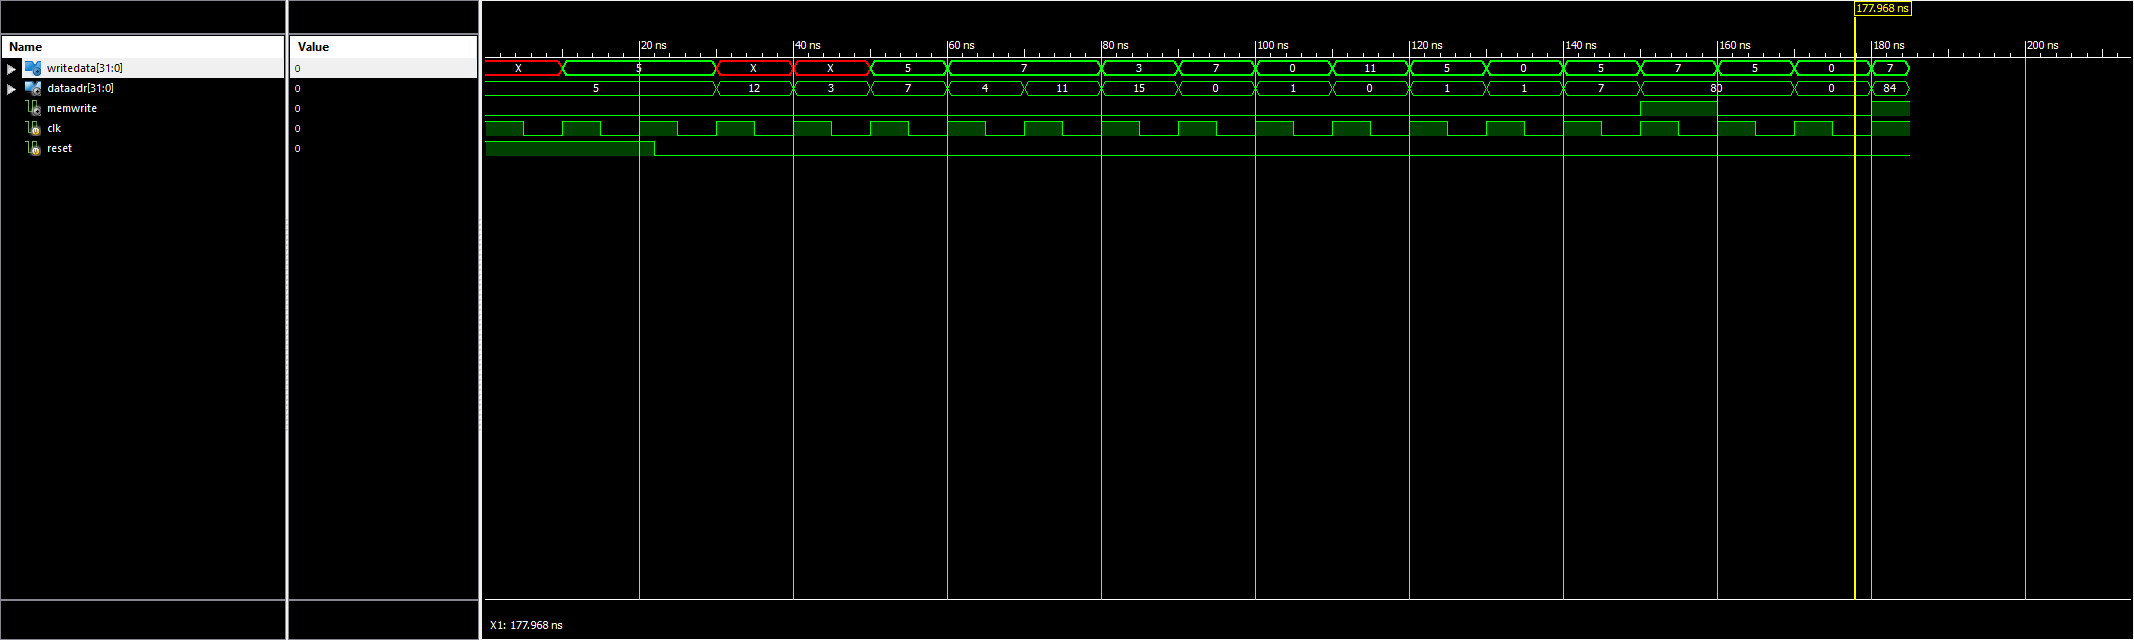 177.968 ns
Name Value
20 ns 40 ns 60 ns 80 ns 100 ns 120 ns 140 ns 160 ns 180 ns 200 ns
writedata[31:0] 0 X 5 X X 5 7 3 7 0 11 5 0 5 7 5 0 7
dataadr[31:0] 0 5 12 3 7 4 11 15 0 1 0 1 1 7 80 0 84
memwrite 0
clk 0
reset 0
X1: 177.968 ns